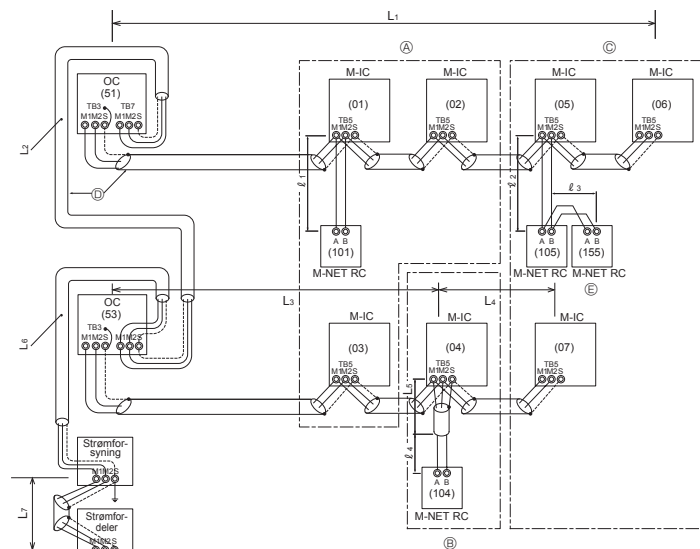 L1
Ⓐ
Ⓒ
M-IC
M-IC
M-IC
M-IC
OC
(51)
TB3
TB7
M1M2S
M1M2S
(01)
TB5
M1M2S
(02)
TB5
M1M2S
(05)
TB5
M1M2S
(06)
TB5
M1M2S
L2
Ⓓ
ℓ1
ℓ2
ℓ3
A B
(101)
M-NET RC
A B
(105)
M-NET RC
A B
(155)
M-NET RC
Ⓔ
L3
L4
OC
(53)
TB3
M1M2S
M1M2S
M-IC
M-IC
M-IC
(03)
TB5
M1M2S
(04)
TB5
M1M2S
(07)
TB5
M1M2S
L6
L5
ℓ4
A B
(104)
M-NET RC
Ⓑ
Strømfor-
syning
M1M2S
L7
Strømfor-
deler